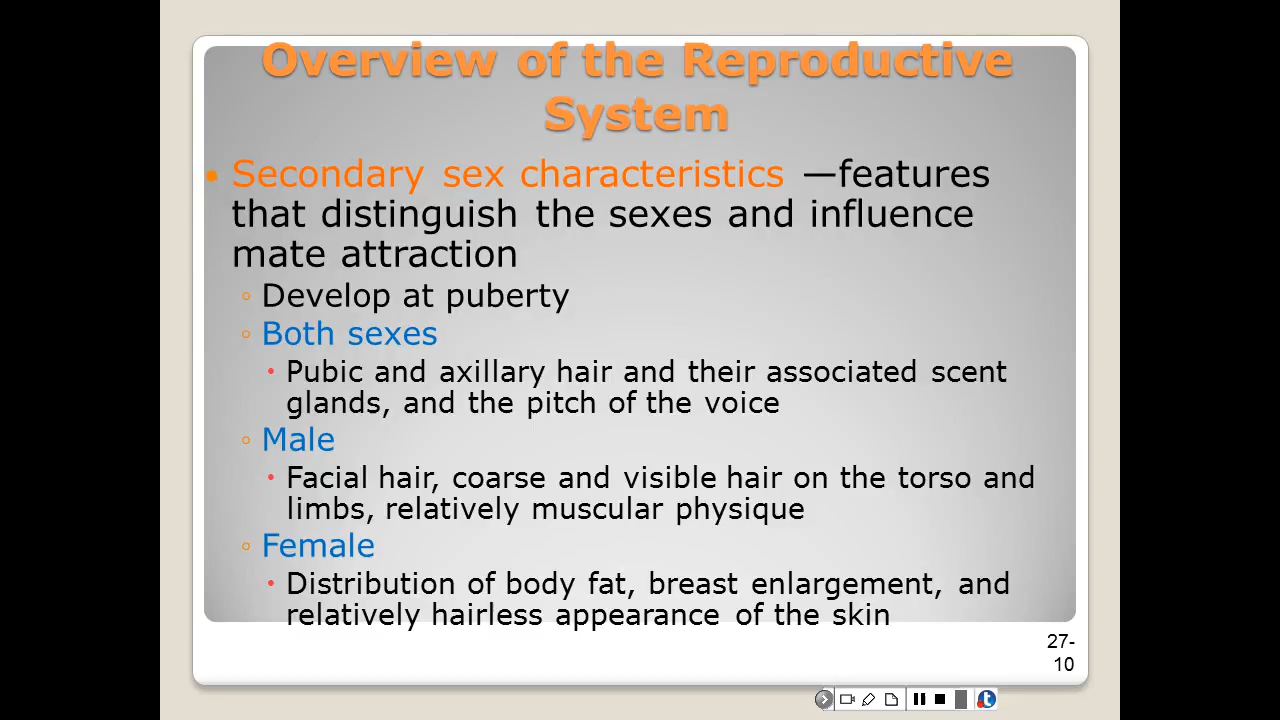 Overview of the Reproductive
System
• Secondary sex characteristics —features
that distinguish the sexes and influence
mate attraction
◦ Develop at puberty
◦ Both sexes
• Pubic and axillary hair and their associated scent
glands, and the pitch of the voice
◦ Male
• Facial hair, coarse and visible hair on the torso and
limbs, relatively muscular physique
◦ Female
• Distribution of body fat, breast enlargement, and
relatively hairless appearance of the skin
27-
10
t